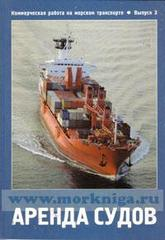 Коммерческая работа на морском транспорте • Выпуск 3
www.morkniga.ru
АРЕНДА СУДОВ